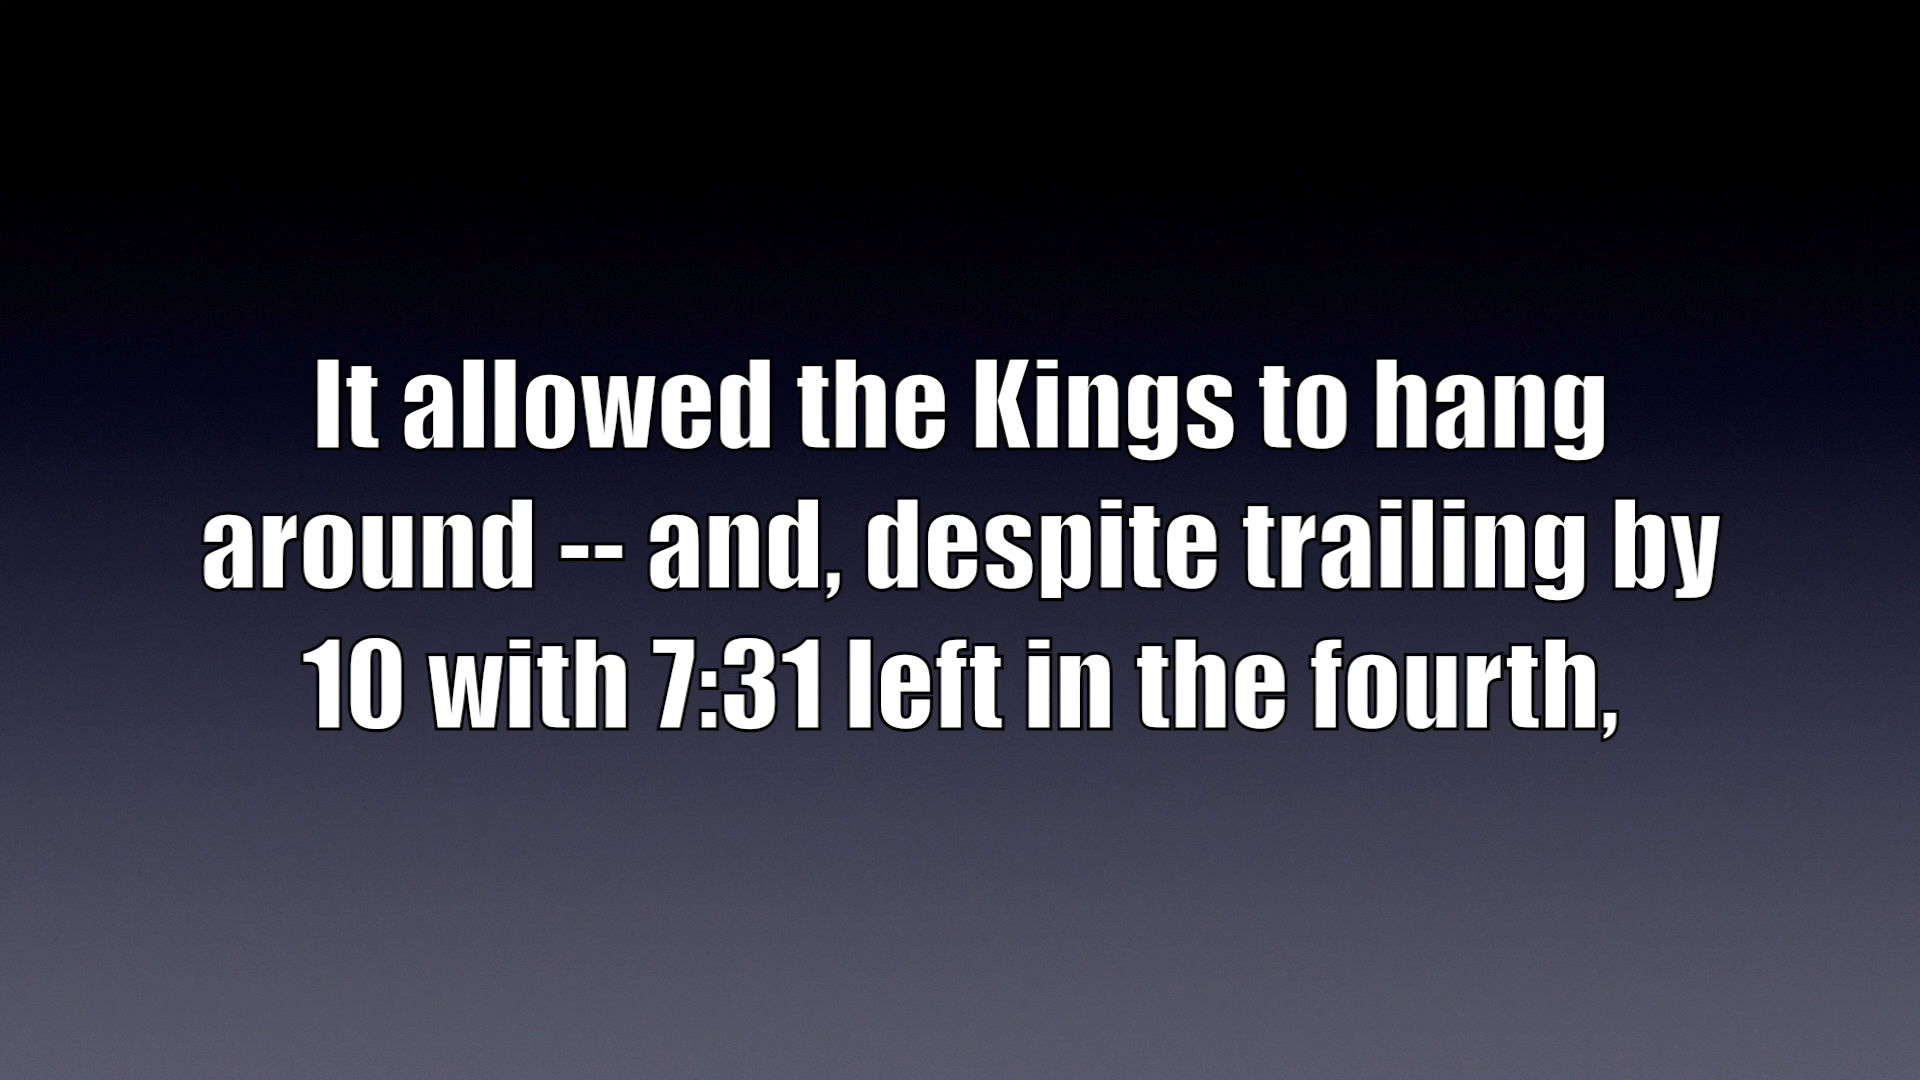 It allowed the Kings to hang
around -- and, despite trailing by
10 with 7:31 left in the fourth,